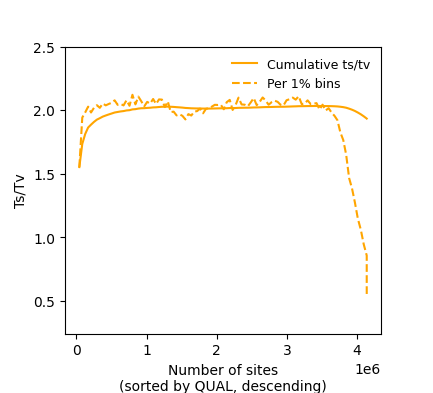 2.5
Cumulative ts/tv
Per 1% bins
2.0
1.5
Ts/Tv
1.0
0.5
0 1 2 3 4
Number of sites 1e6
(sorted by QUAL, descending)